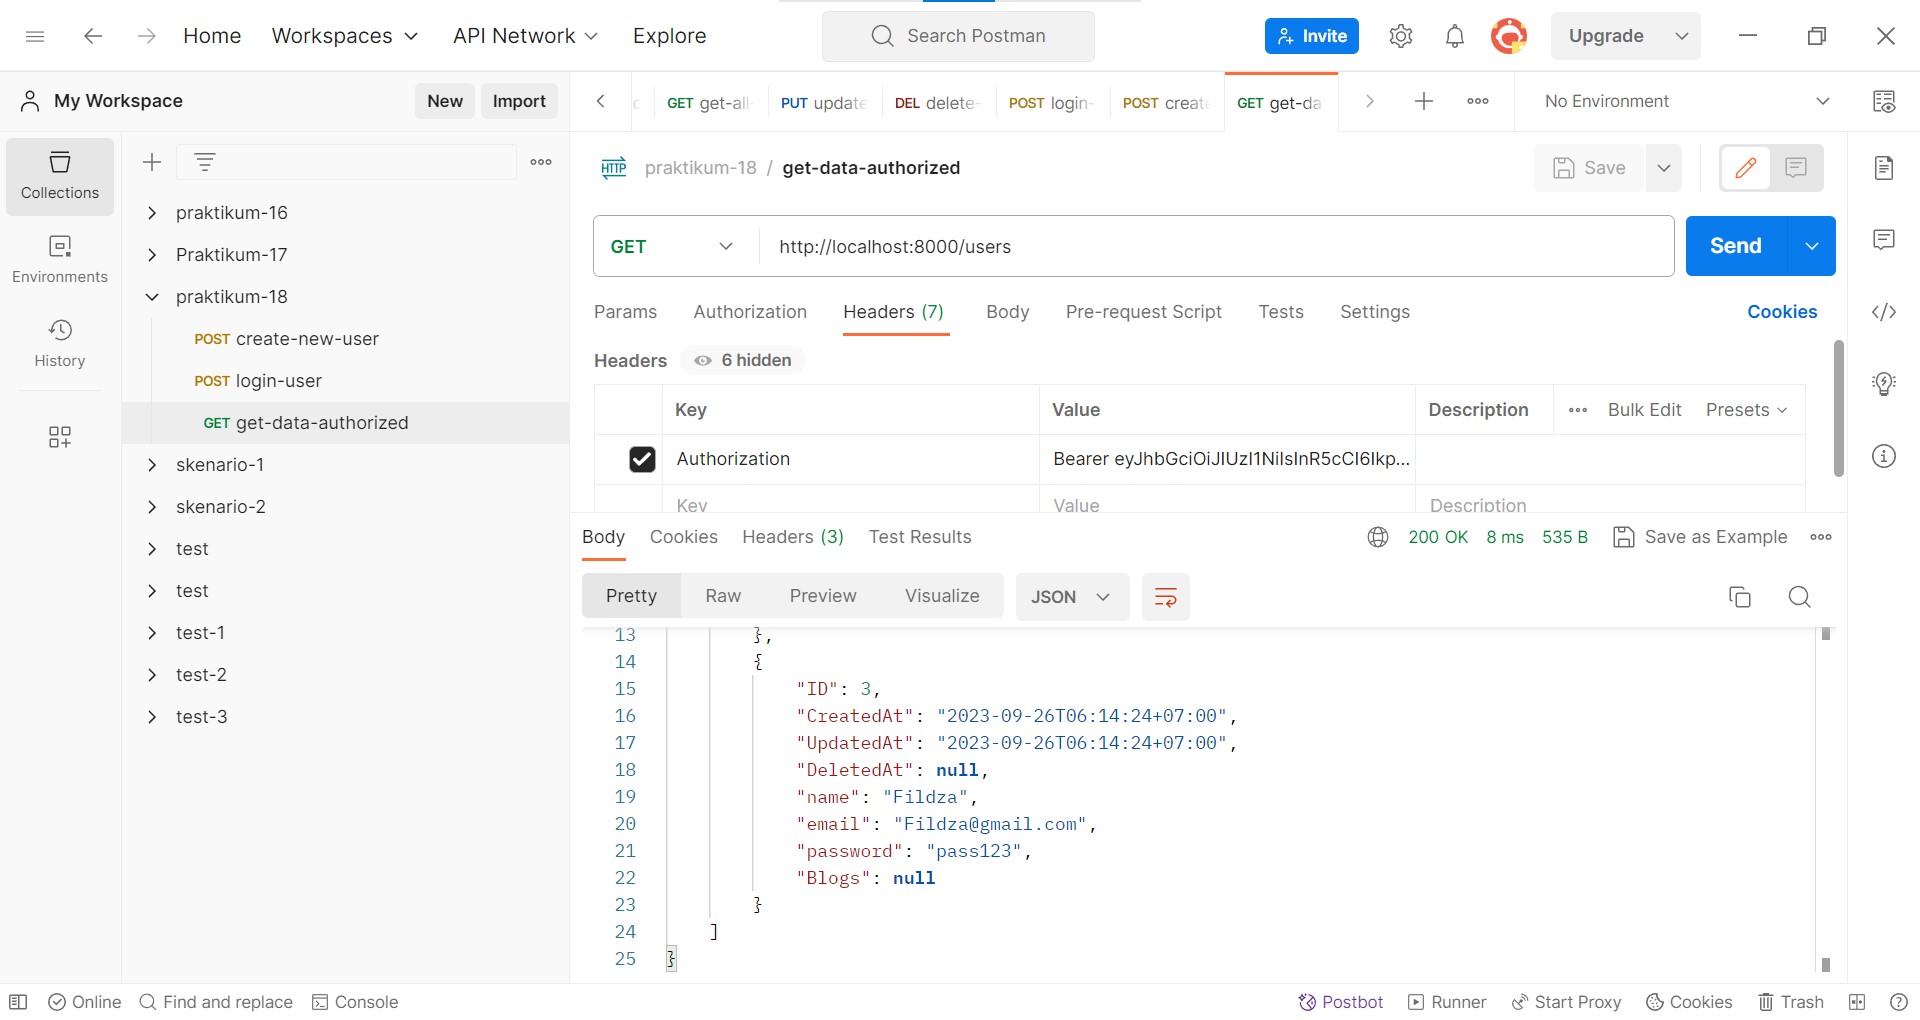 Home Workspaces API Network Explore Search Postman Invite Upgrade
My Workspace New Import GET get-all PUT update DEL delete- POST login- POST create GET get-da No Environment
Collections
Environments
History
praktikum-16
Praktikum-17
praktikum-18
POST create-new-user
POST login-user
GET get-data-authorized
skenario-1
skenario-2
test
test
test-1
test-2
test-3
HTTP praktikum-18 / get-data-authorized Save
GET http://localhost:8000/users Send
Params Authorization Headers (7) Body Pre-request Script Tests Settings Cookies
Headers 6 hidden
Key Value Description Bulk Edit Presets
Authorization Bearer eyJhbGciOiJIUzI1NiIsInR5cCI6Ikp...
Key Value Description
Body Cookies Headers (3) Test Results 200 OK 8 ms 535 B Save as Example
Pretty Raw Preview Visualize JSON
13 },
14 {
15 "ID": 3,
16 "CreatedAt": "2023-09-26T06:14:24+07:00",
17 "UpdatedAt": "2023-09-26T06:14:24+07:00",
18 "DeletedAt": null,
19 "name": "Fildza",
20 "email": "Fildza@gmail.com",
21 "password": "pass123",
22 "Blogs": null
23 }
24 ]
25 }
Online Find and replace Console Postbot Runner Start Proxy Cookies Trash